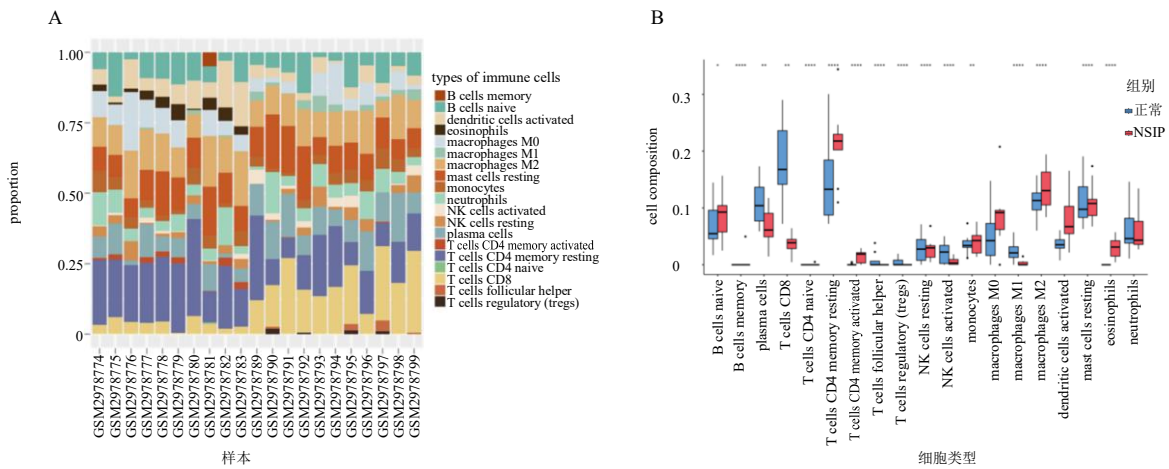 A
B
1.00
0.75
0.50
0.25
0
proportion
GSM2978774
GSM2978775
GSM2978776
GSM2978777
GSM2978778
GSM2978779
GSM2978780
GSM2978781
GSM2978782
GSM2978783
GSM2978789
GSM2978790
GSM2978791
GSM2978792
GSM2978793
GSM2978794
GSM2978795
GSM2978796
GSM2978797
GSM2978798
GSM2978799
样本
types of immune cells
B cells memory
B cells naive
dendritic cells activated
eosinophils
macrophages M0
macrophages M1
macrophages M2
mast cells resting
monocytes
neutrophils
NK cells activated
NK cells resting
plasma cells
T cells CD4 memory activated
T cells CD4 memory resting
T cells CD4 naive
T cells CD8
T cells follicular helper
T cells regulatory (tregs)
0.3
0.2
0.1
0
cell composition
B cells naive
B cells memory
plasma cells
T cells CD8
T cells CD4 naive
T cells CD4 memory resting
T cells CD4 memory activated
T cells follicular helper
T cells regulatory (tregs)
NK cells resting
NK cells activated
monocytes
macrophages M0
macrophages M1
macrophages M2
dendritic cells activated
mast cells resting
eosinophils
neutrophils
细胞类型
组别
正常
NSIP